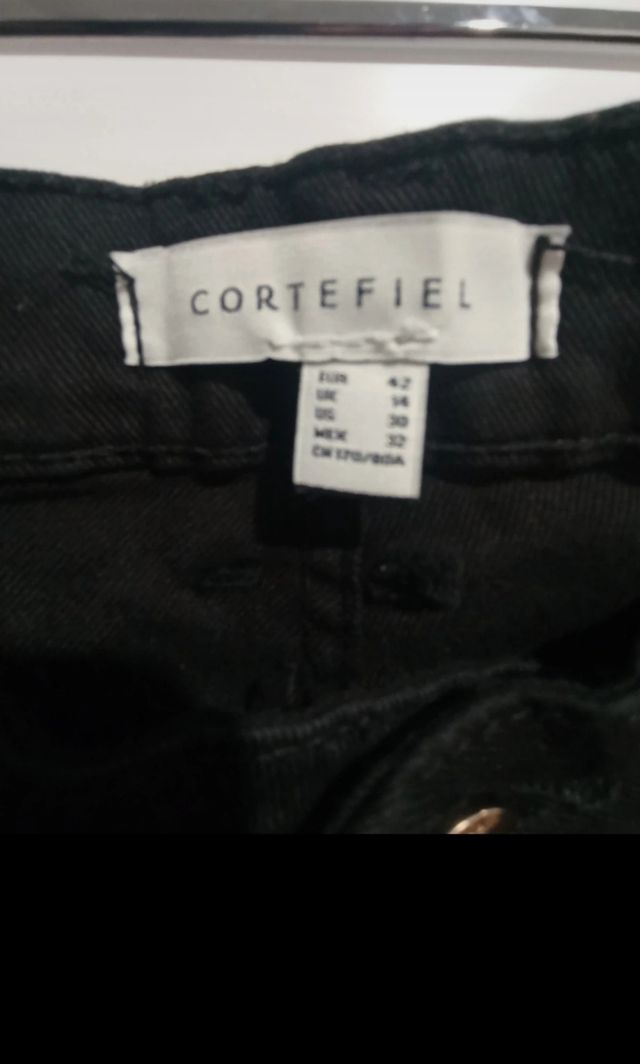 CORTEFIEL
EUR 42
UK 14
US 30
MEX 32
CN 170/80A